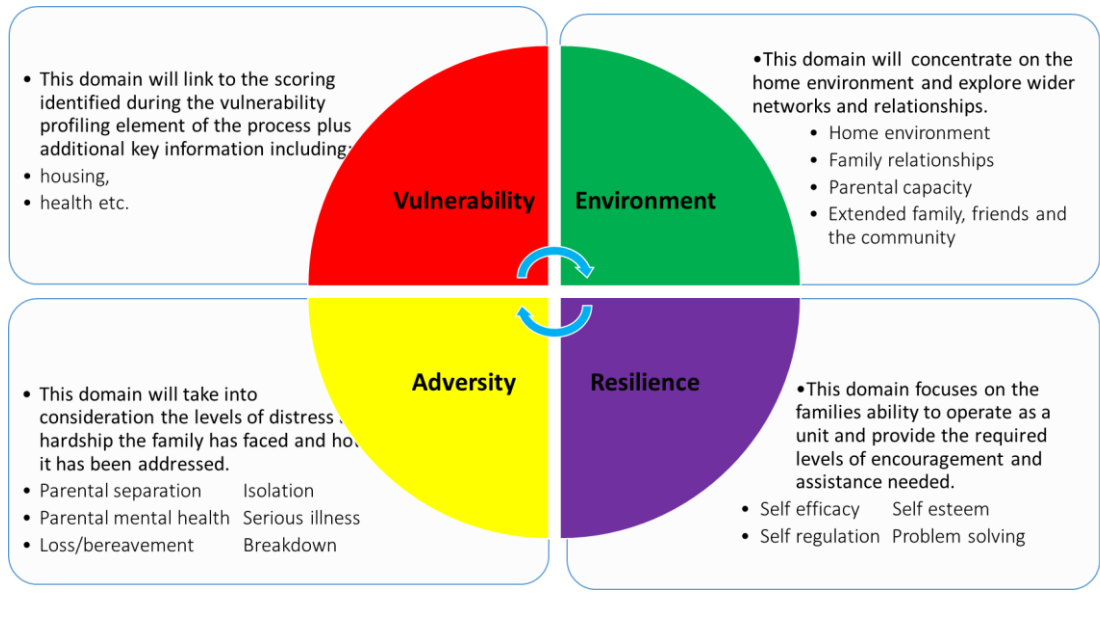 • This domain will link to the scoring
identified during the vulnerability
profiling element of the process plus
additional key information including;
• housing,
• health etc.
Vulnerability
•This domain will concentrate on the
home environment and explore wider
networks and relationships.
• Home environment
• Family relationships
• Parental capacity
• Extended family, friends and
the community
Environment
• This domain will take into
consideration the levels of distress
hardship the family has faced and
it has been addressed.
• Parental separation Isolation
• Parental mental health Serious illness
• Loss/bereavement Breakdown
Adversity
Resilience
•This domain focuses on the
families ability to operate as a
unit and provide the required
levels of encouragement and
assistance needed.
• Self efficacy Self esteem
• Self regulation Problem solving